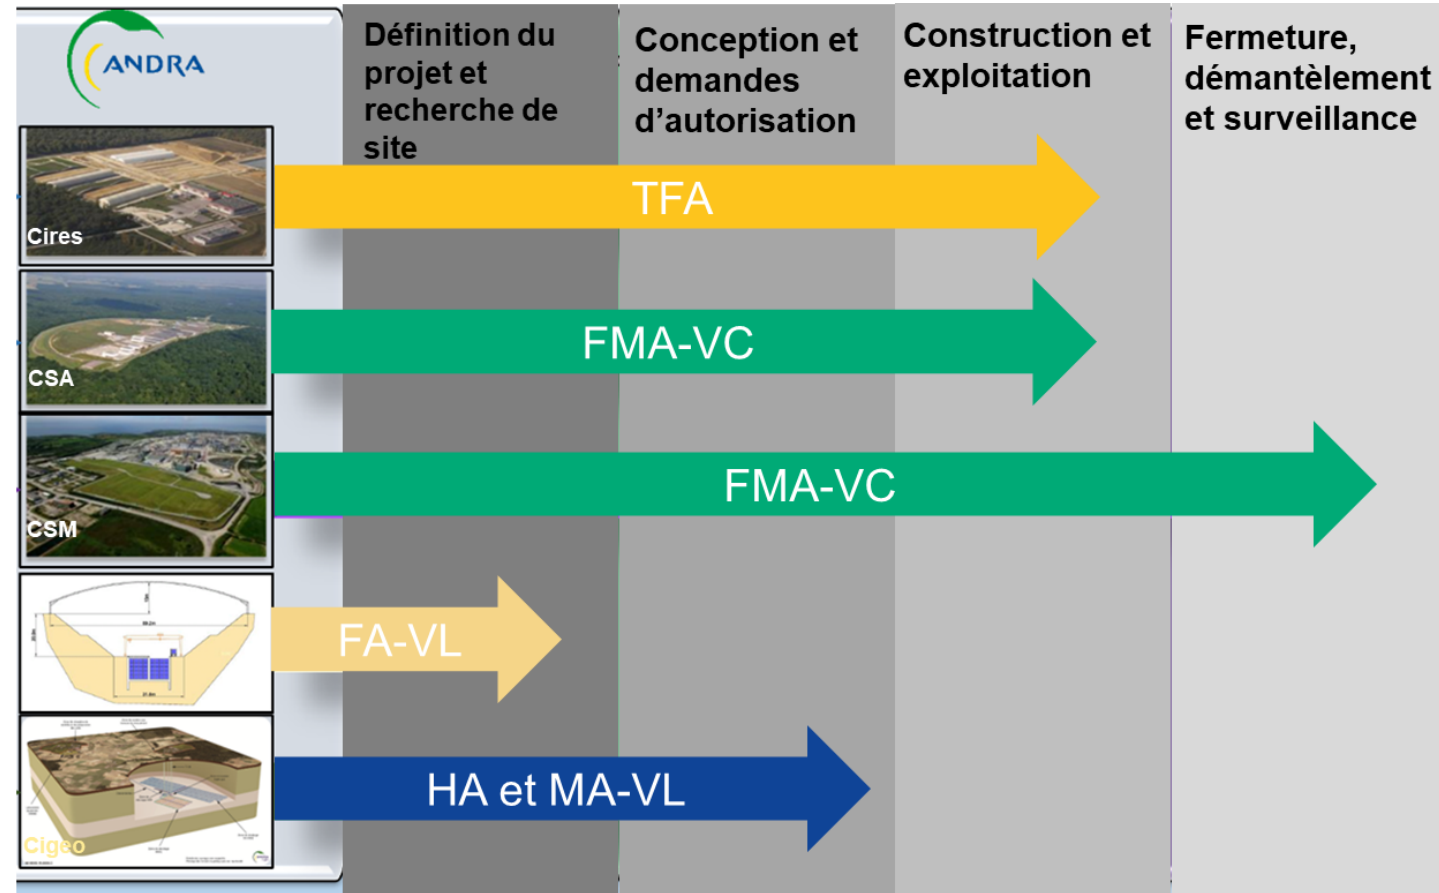 ANDRA
Définition du
projet et
recherche de
site
Conception et
demandes
d'autorisation
Construction et
exploitation
Fermeture,
démantèlement
et surveillance
Cires
TFA
CSA
FMA-VC
CSM
FMA-VC
FA-VL
Cigeo
HA et MA-VL